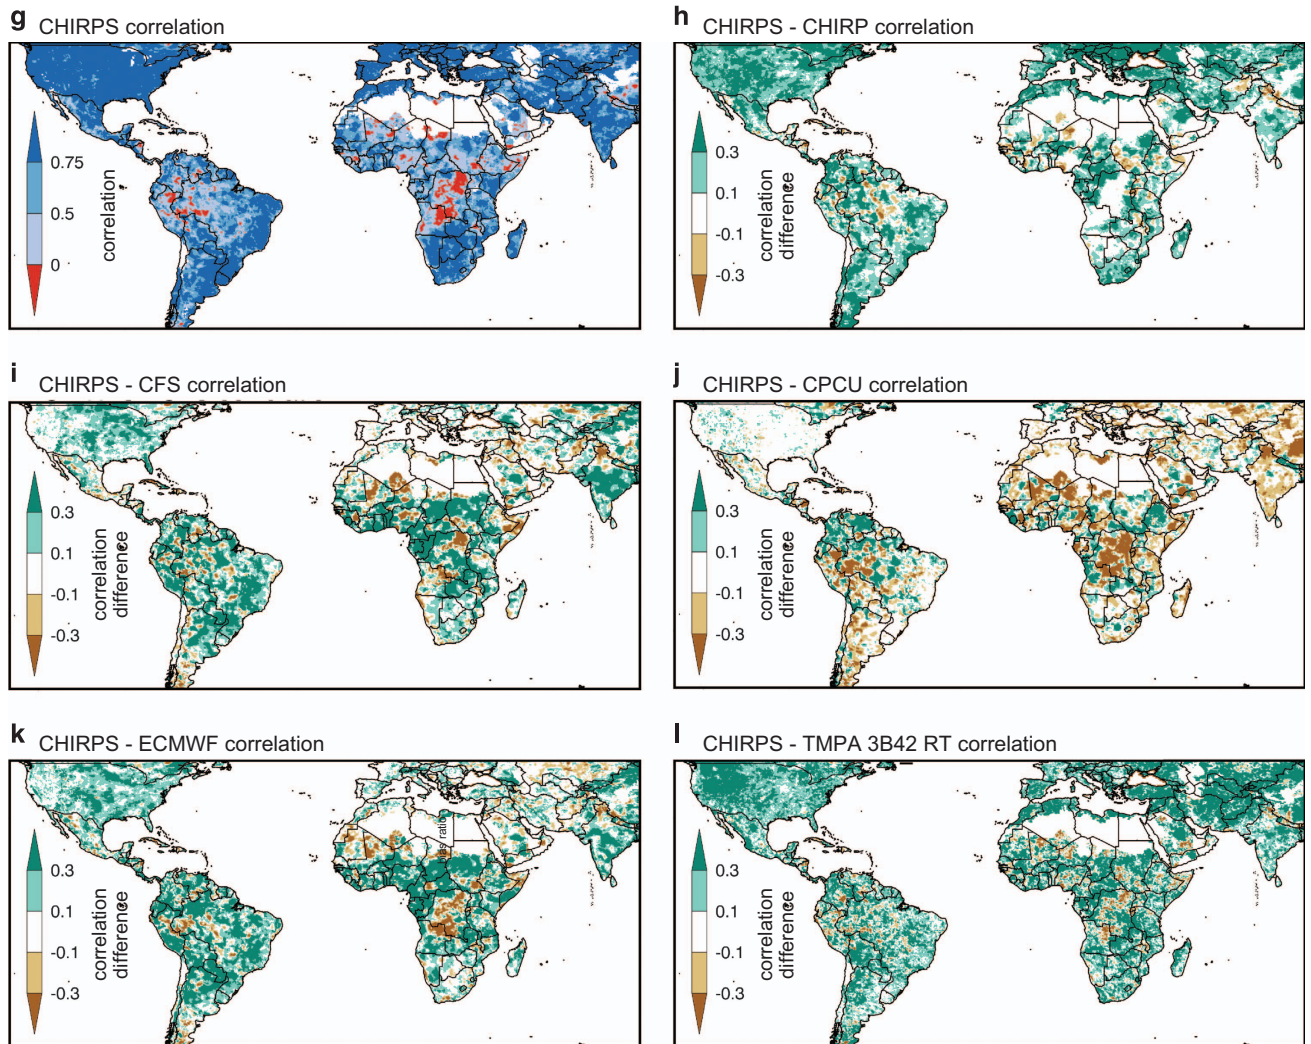 g CHIRPS correlation
0.75
0.5
0
correlation
h CHIRPS - CHIRP correlation
0.3
0.1
-0.1
-0.3
correlation
difference
i CHIRPS - CFS correlation
0.3
0.1
-0.1
-0.3
correlation
difference
j CHIRPS - CPCU correlation
0.3
0.1
-0.1
-0.3
correlation
difference
k CHIRPS - ECMWF correlation
0.3
0.1
-0.1
-0.3
correlation
difference
ratio
l CHIRPS - TMPA 3B42 RT correlation
0.3
0.1
-0.1
-0.3
correlation
difference